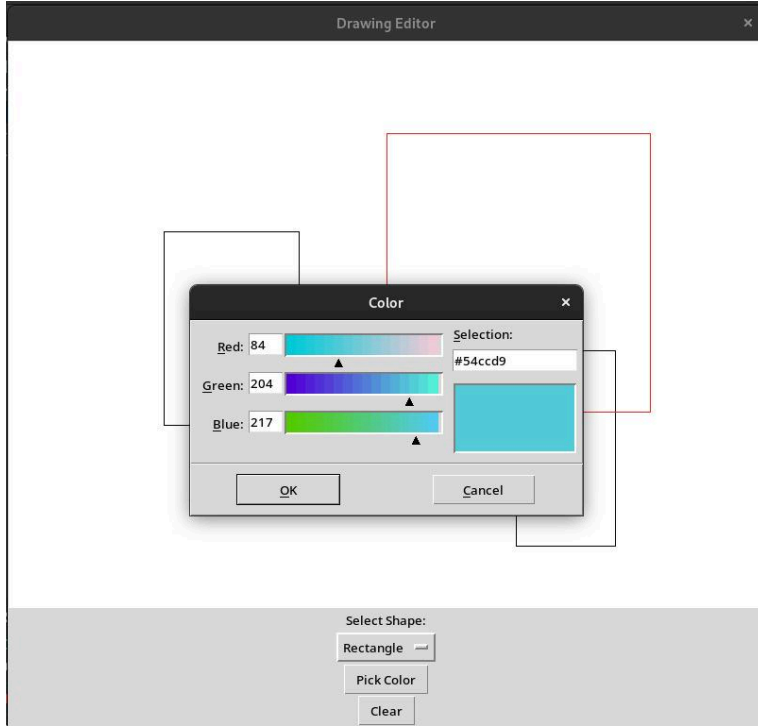 Drawing Editor ×
Color ×
Red: 84
Green: 204
Blue: 217
Selection:
#54ccd9
OK
Cancel
Select Shape:
Rectangle
Pick Color
Clear